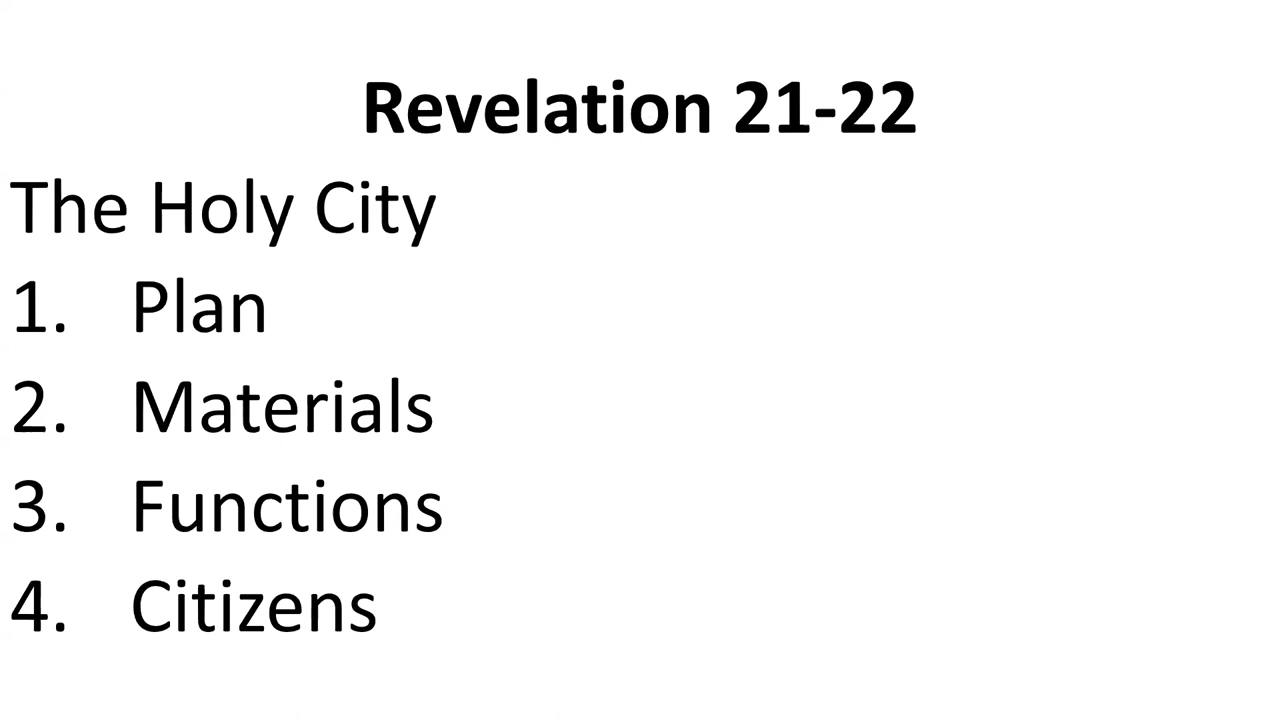 Revelation 21-22
The Holy City
1. Plan
2. Materials
3. Functions
4. Citizens